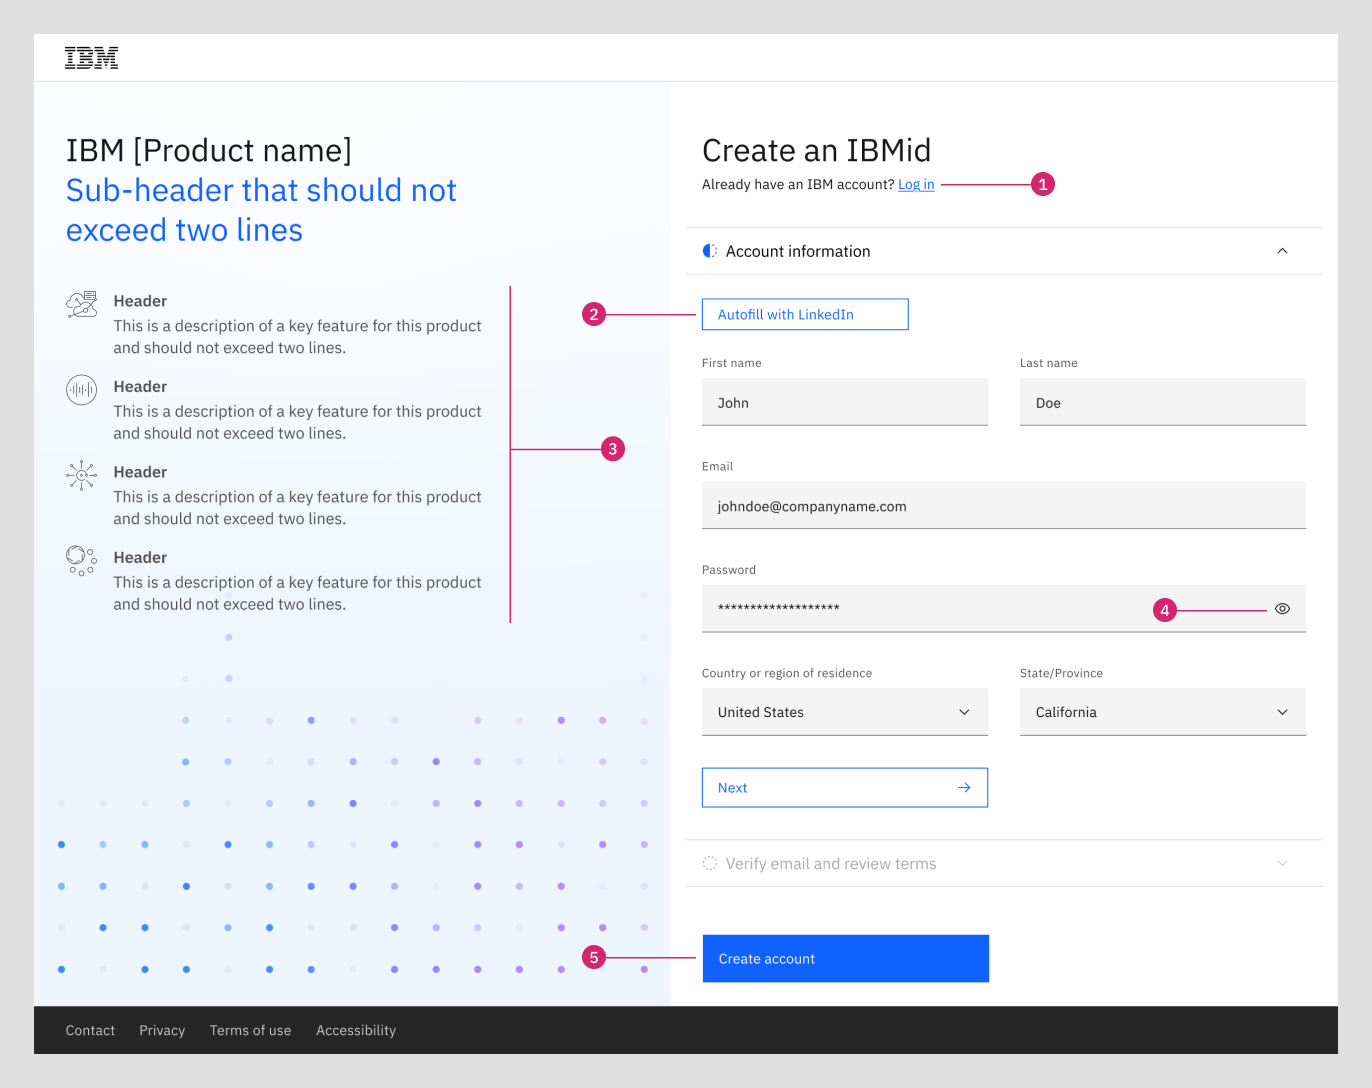 IBM
IBM [Product name]
Sub-header that should not
exceed two lines
Header
This is a description of a key feature for this product
and should not exceed two lines.
Header
This is a description of a key feature for this product
and should not exceed two lines.
Header
This is a description of a key feature for this product
and should not exceed two lines.
Header
This is a description of a key feature for this product
and should not exceed two lines.
3
Create an IBMid
Already have an IBM account? Log in
1
Account information
2
Autofill with LinkedIn
First name
Last name
John
Doe
Email
johndoe@companyname.com
Password
*******************
4
Country or region of residence
State/Province
United States
California
Next
Verify email and review terms
5
Create account
Contact
Privacy
Terms of use
Accessibility